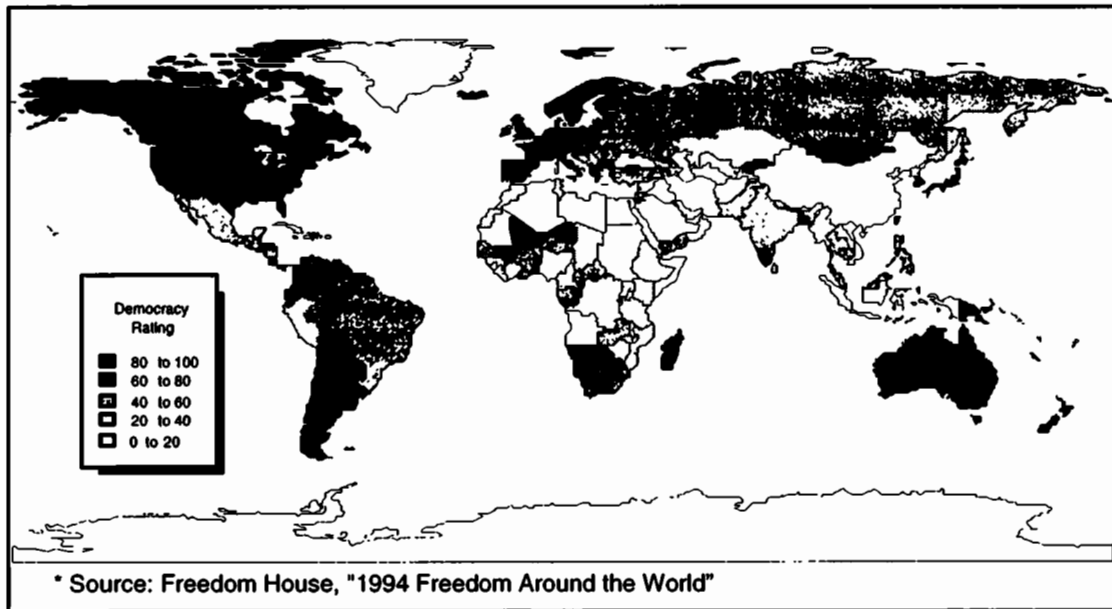 Democracy
Rating
80 to 100
60 to 80
40 to 60
20 to 40
0 to 20
* Source: Freedom House, "1994 Freedom Around the World"